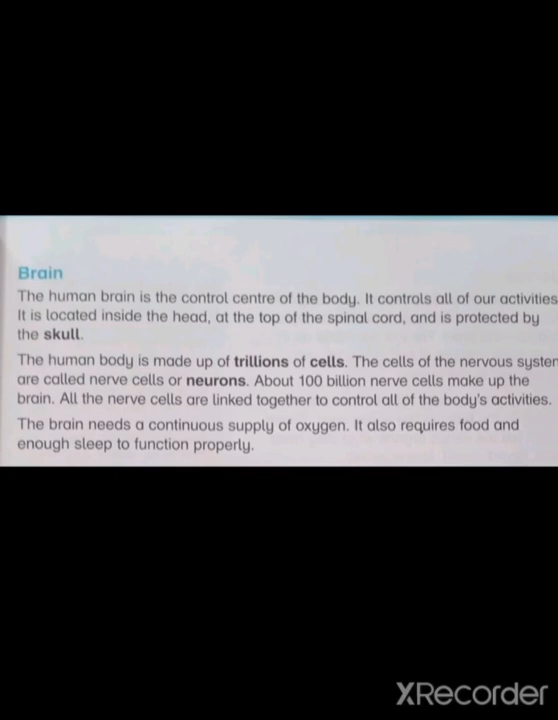 Brain
The human brain is the control centre of the body. It controls all of our activities
It is located inside the head, at the top of the spinal cord, and is protected by
the skull.
The human body is made up of trillions of cells. The cells of the nervous system
are called nerve cells or neurons. About 100 billion nerve cells make up the
brain. All the nerve cells are linked together to control all of the body's activities.
The brain needs a continuous supply of oxygen. It also requires food and
enough sleep to function properly.
XRecorder